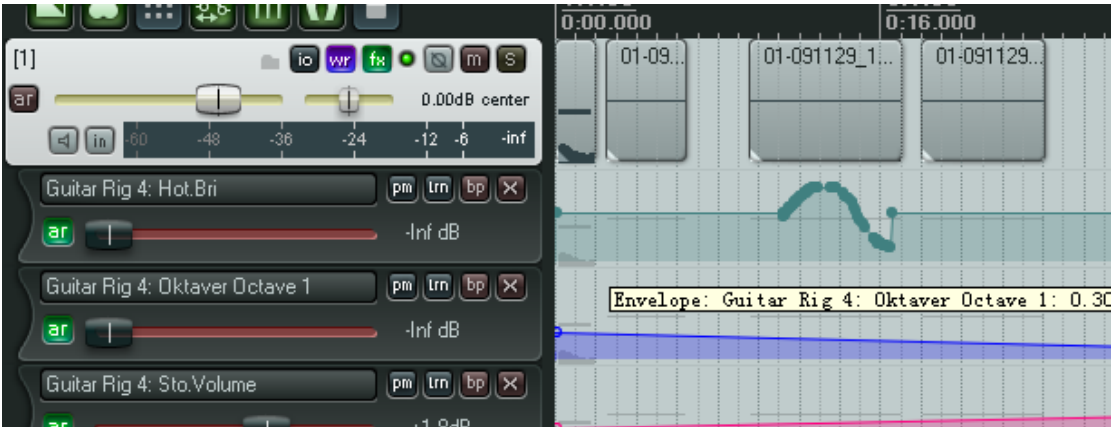 0:00.000 0:16.000
[1] io wr fx m S
01-09... 01-091129_1... 01-091129...
ar 0.00dB center
in -60 -48 -36 -24 -12 -6 -inf
Guitar Rig 4: Hot.Bri pm lrn bp
ar -Inf dB
Guitar Rig 4: Oktaver Octave 1 pm lrn bp
Envelope: Guitar Rig 4: Oktaver Octave 1: 0.30
ar -Inf dB
Guitar Rig 4: Sto.Volume pm lrn bp
ar